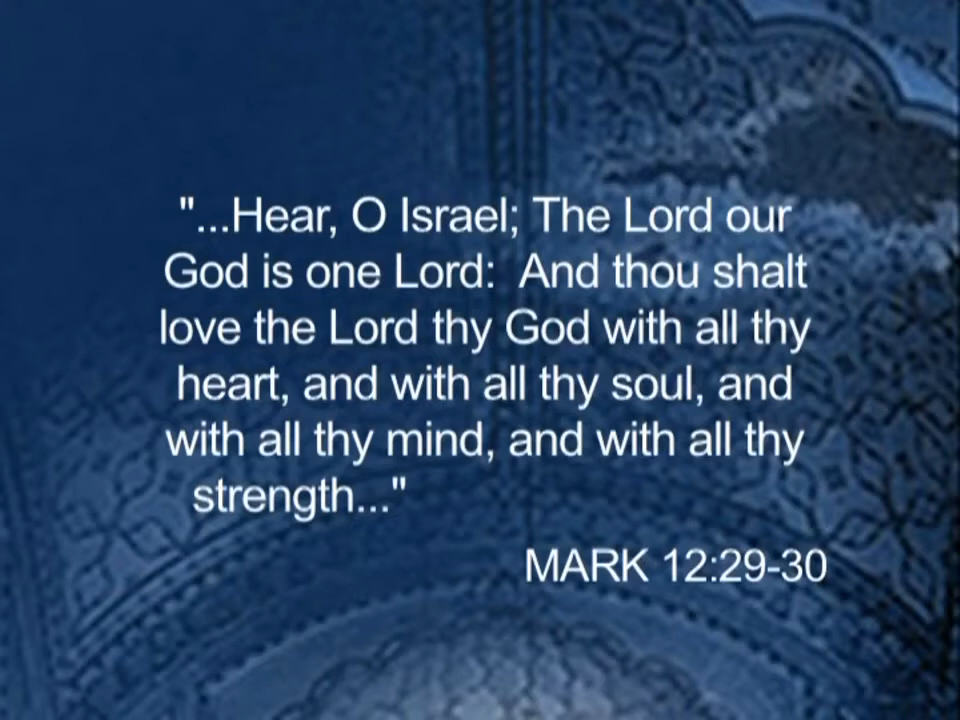 "...Hear, O Israel; The Lord our
God is one Lord:  And thou shalt
love the Lord thy God with all thy
heart, and with all thy soul, and
with all thy mind, and with all thy
strength..."
MARK 12:29-30